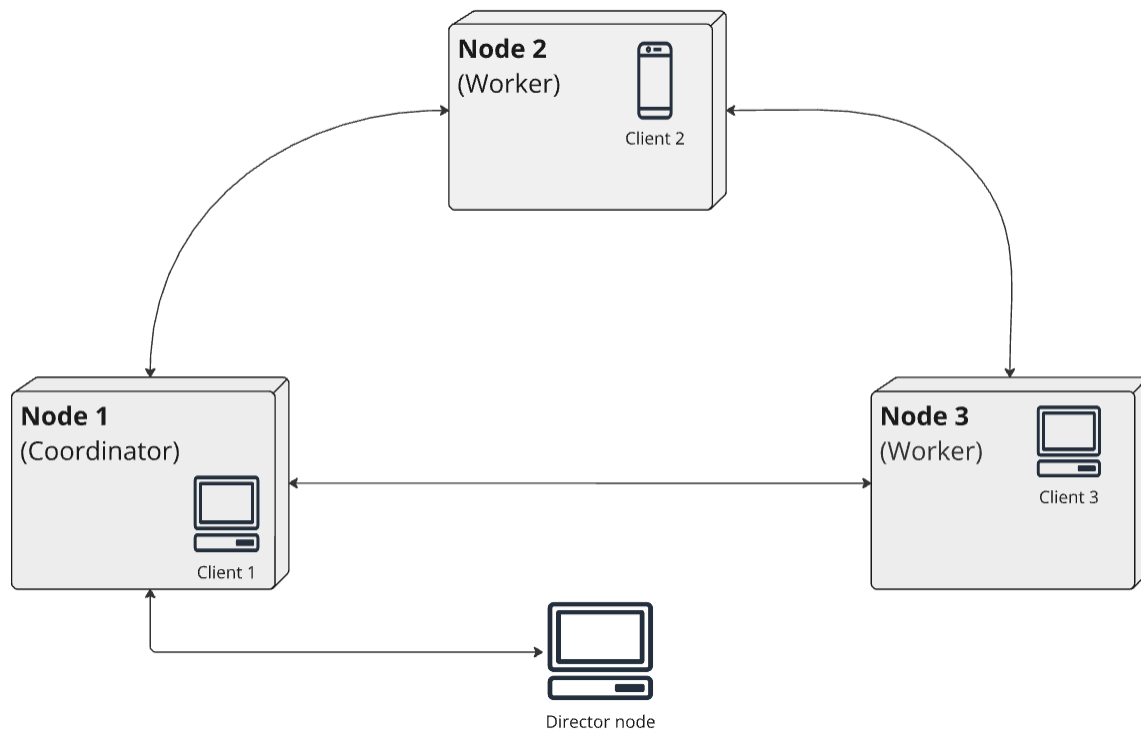 Node 2
(Worker)
Client 2
Node 1
(Coordinator)
Client 1
Node 3
(Worker)
Client 3
Director node